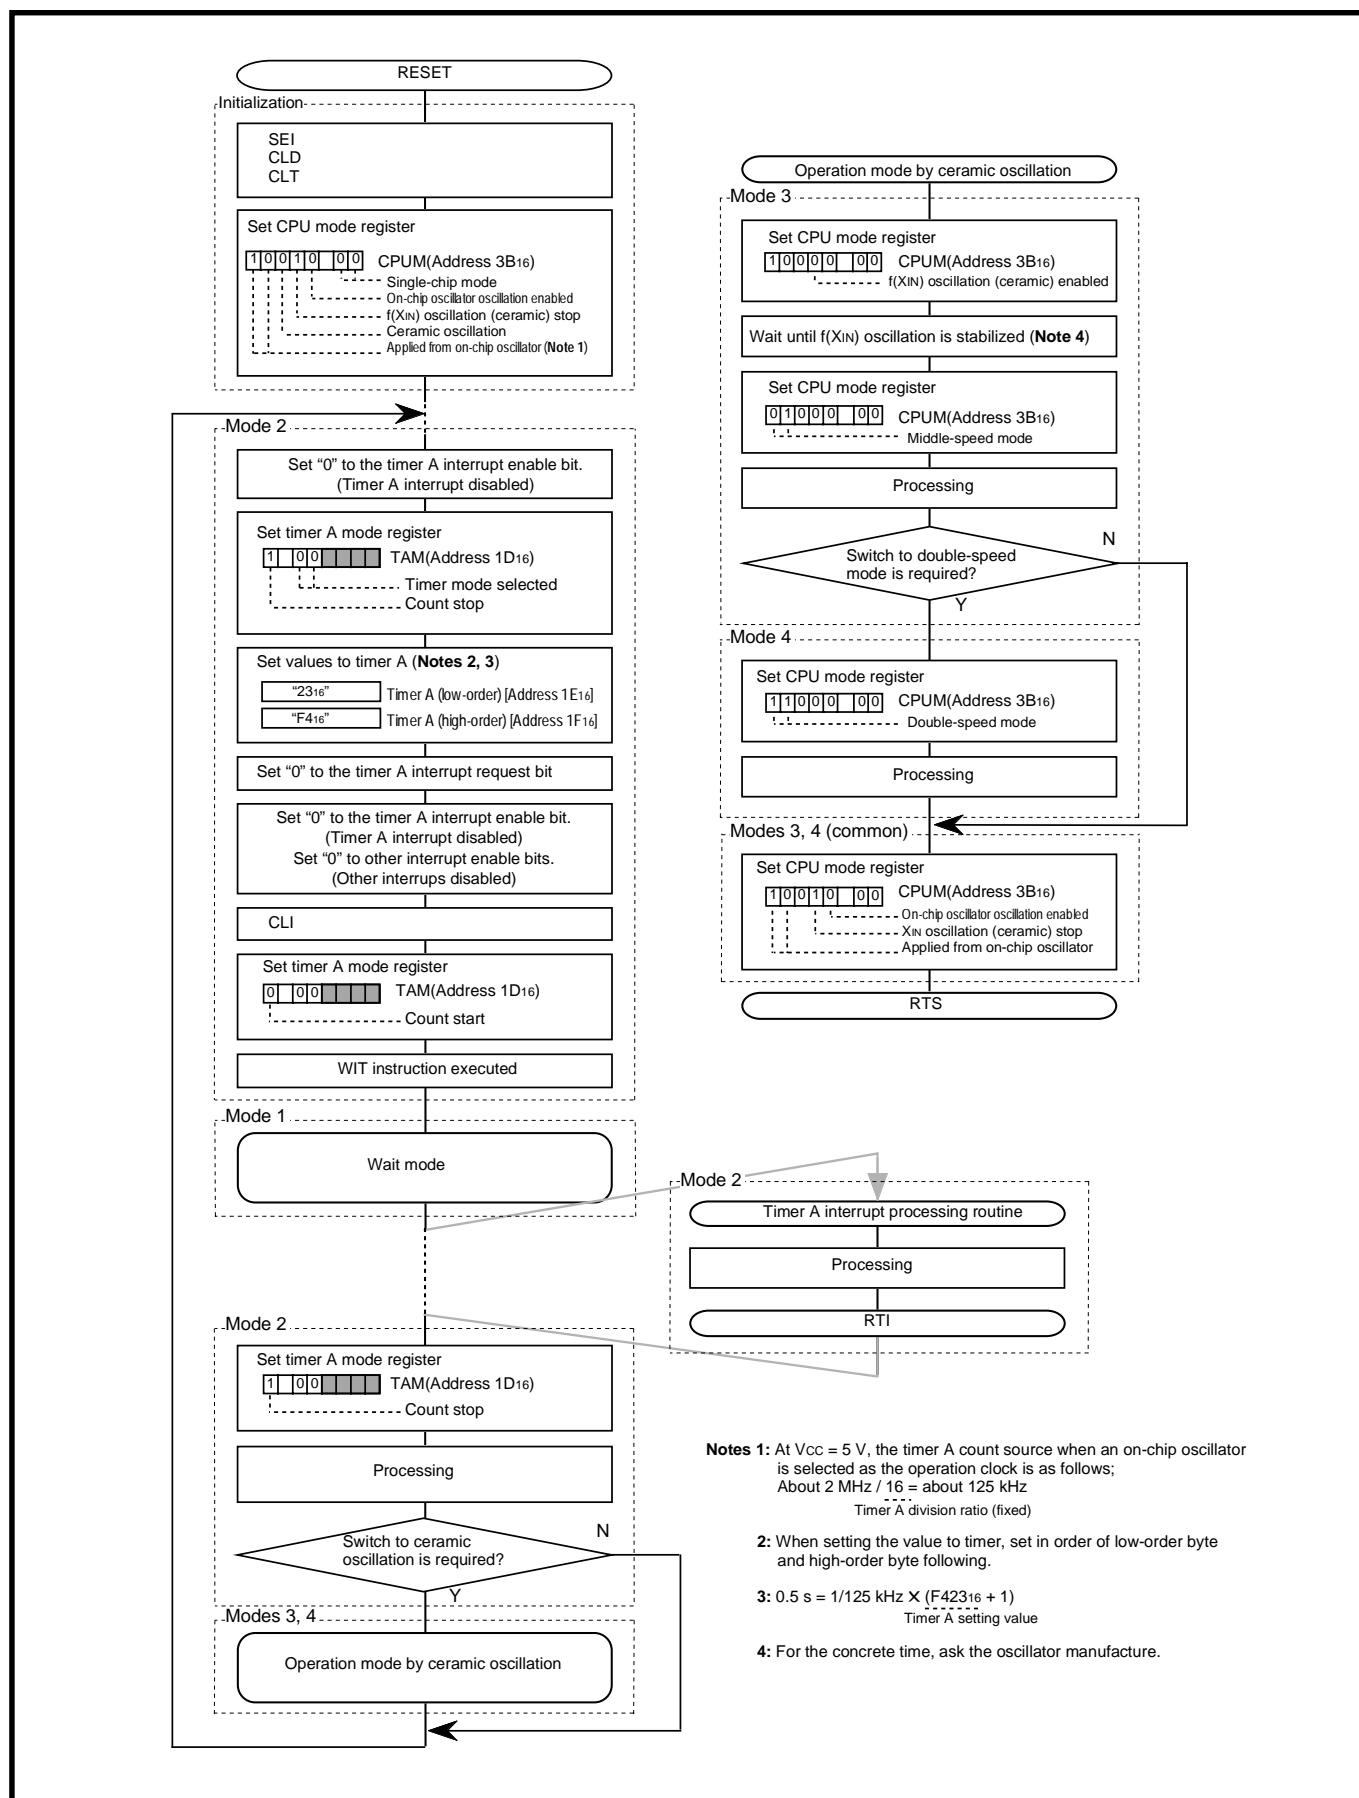 RESET
Initialization
SEI
CLD
CLT
Set CPU mode register
1 0 0 1 0 0 0 CPUM(Address 3B16)
Single-chip mode
On-chip oscillator oscillation enabled
f(XIN) oscillation (ceramic) stop
Ceramic oscillation
Applied from on-chip oscillator (Note 1)
Mode 2
Set “0” to the timer A interrupt enable bit.
(Timer A interrupt disabled)
Set timer A mode register
1 0 0 TAM(Address 1D16)
Timer mode selected
Count stop
Set values to timer A (Notes 2, 3)
“2316” Timer A (low-order) [Address 1E16]
“F416” Timer A (high-order) [Address 1F16]
Set “0” to the timer A interrupt request bit
Set “0” to the timer A interrupt enable bit.
(Timer A interrupt disabled)
Set “0” to other interrupt enable bits.
(Other interrups disabled)
CLI
Set timer A mode register
0 0 0 TAM(Address 1D16)
Count start
WIT instruction executed
Mode 1
Wait mode
Mode 2
Set timer A mode register
1 0 0 TAM(Address 1D16)
Count stop
Processing
Switch to ceramic
oscillation is required?
N
Y
Modes 3, 4
Operation mode by ceramic oscillation
Operation mode by ceramic oscillation
Mode 3
Set CPU mode register
1 0 0 0 0 0 0 CPUM(Address 3B16)
f(XIN) oscillation (ceramic) enabled
Wait until f(XIN) oscillation is stabilized (Note 4)
Set CPU mode register
0 1 0 0 0 0 0 CPUM(Address 3B16)
Middle-speed mode
Processing
Switch to double-speed
mode is required?
N
Y
Mode 4
Set CPU mode register
1 1 0 0 0 0 0 CPUM(Address 3B16)
Double-speed mode
Processing
Modes 3, 4 (common)
Set CPU mode register
1 0 0 1 0 0 0 CPUM(Address 3B16)
On-chip oscillator oscillation enabled
XIN oscillation (ceramic) stop
Applied from on-chip oscillator
RTS
Mode 2
Timer A interrupt processing routine
Processing
RTI
Notes 1: At VCC = 5 V, the timer A count source when an on-chip oscillator
is selected as the operation clock is as follows;
About 2 MHz / 16 = about 125 kHz
Timer A division ratio (fixed)
2: When setting the value to timer, set in order of low-order byte
and high-order byte following.
3: 0.5 s = 1/125 kHz ✕ (F42316 + 1)
Timer A setting value
4: For the concrete time, ask the oscillator manufacture.